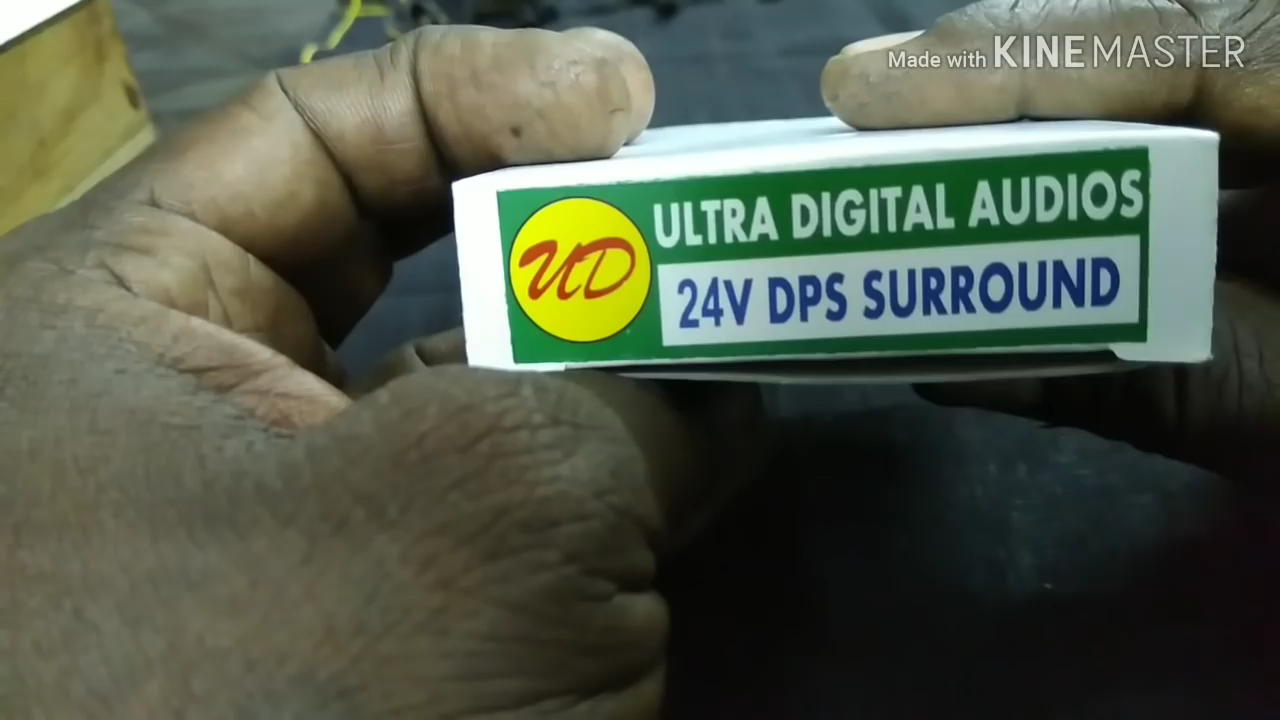 Made with KINEMASTER
UD
ULTRA DIGITAL AUDIOS
24V DPS SURROUND